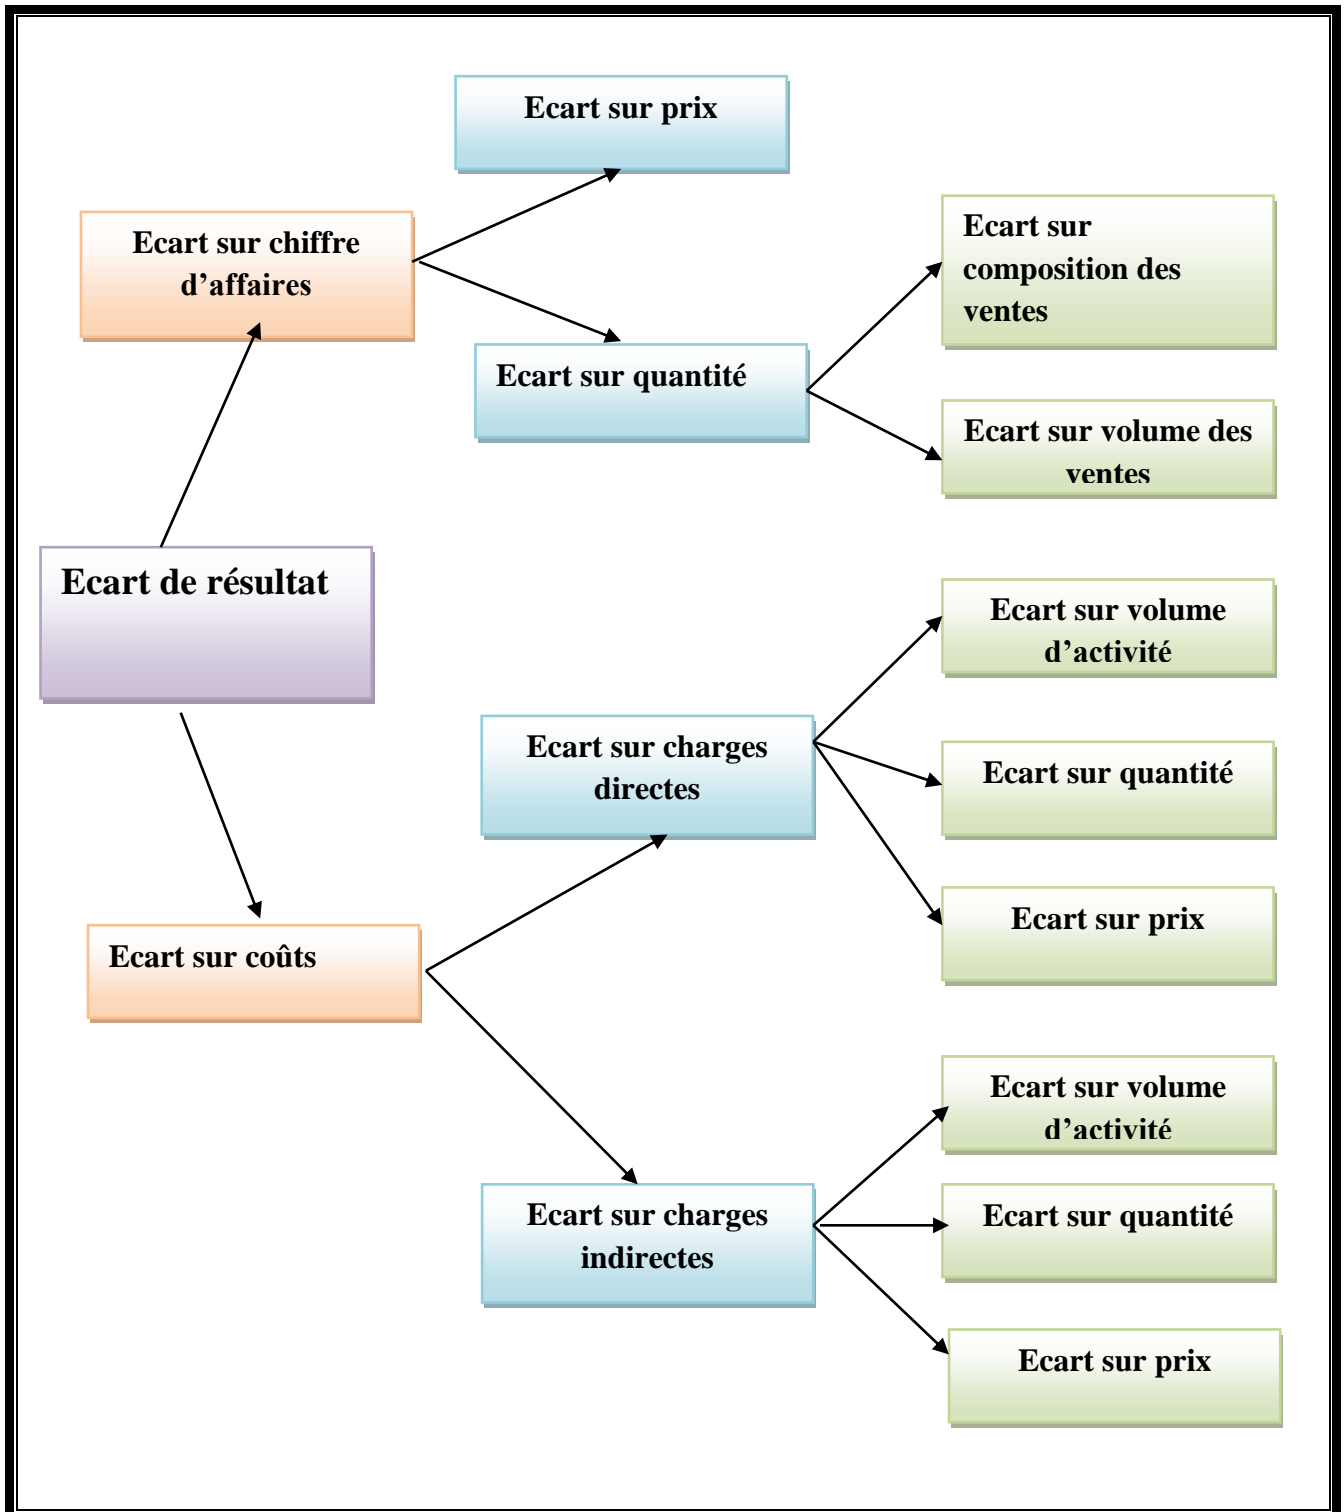 Ecart sur prix
Ecart sur chiffre
d’affaires
Ecart sur
composition des
ventes
Ecart sur quantité
Ecart sur volume des
ventes
Ecart de résultat
Ecart sur volume
d’activité
Ecart sur charges
directes
Ecart sur quantité
Ecart sur prix
Ecart sur coûts
Ecart sur volume
d’activité
Ecart sur charges
indirectes
Ecart sur quantité
Ecart sur prix